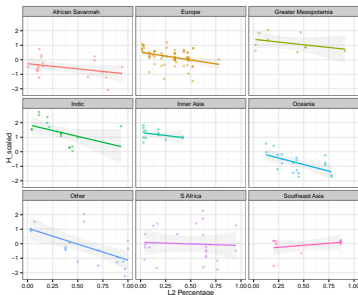 African Savannah
Europe
Greater Mesopotamia
2
1
0
-1
-2
Indic
Inner Asia
Oceania
2
1
0
-1
-2
H_scaled
Other
S Africa
Southeast Asia
2
1
0
-1
-2
0.00 0.25 0.50 0.75 1.00 0.00 0.25 0.50 0.75 1.00 0.00 0.25 0.50 0.75 1.00
L2 Percentage